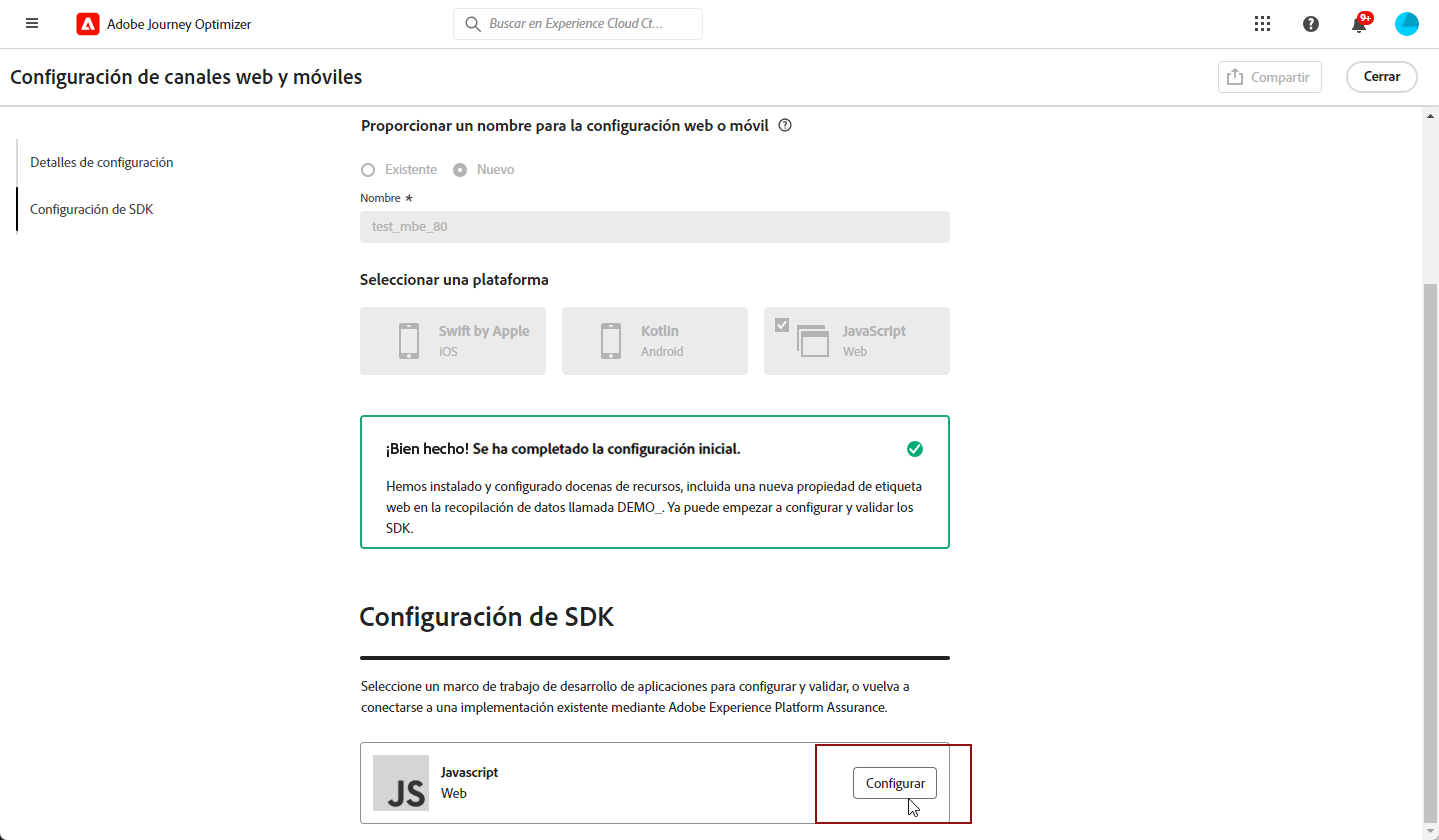 Adobe Journey Optimizer
Buscar en Experience Cloud Ct...
9+
Configuración de canales web y móviles
Compartir
Cerrar
Detalles de configuración
Configuración de SDK
Proporcionar un nombre para la configuración web o móvil
Existente
Nuevo
Nombre *
test_mbe_80
Seleccionar una plataforma
Swift by Apple
iOS
Kotlin
Android
JavaScript
Web
¡Bien hecho! Se ha completado la configuración inicial.
Hemos instalado y configurado docenas de recursos, incluida una nueva propiedad de etiqueta
web en la recopilación de datos llamada DEMO_. Ya puede empezar a configurar y validar los
SDK.
Configuración de SDK
Seleccione un marco de trabajo de desarrollo de aplicaciones para configurar y validar, o vuelva a
conectarse a una implementación existente mediante Adobe Experience Platform Assurance.
JS
Javascript
Web
Configurar